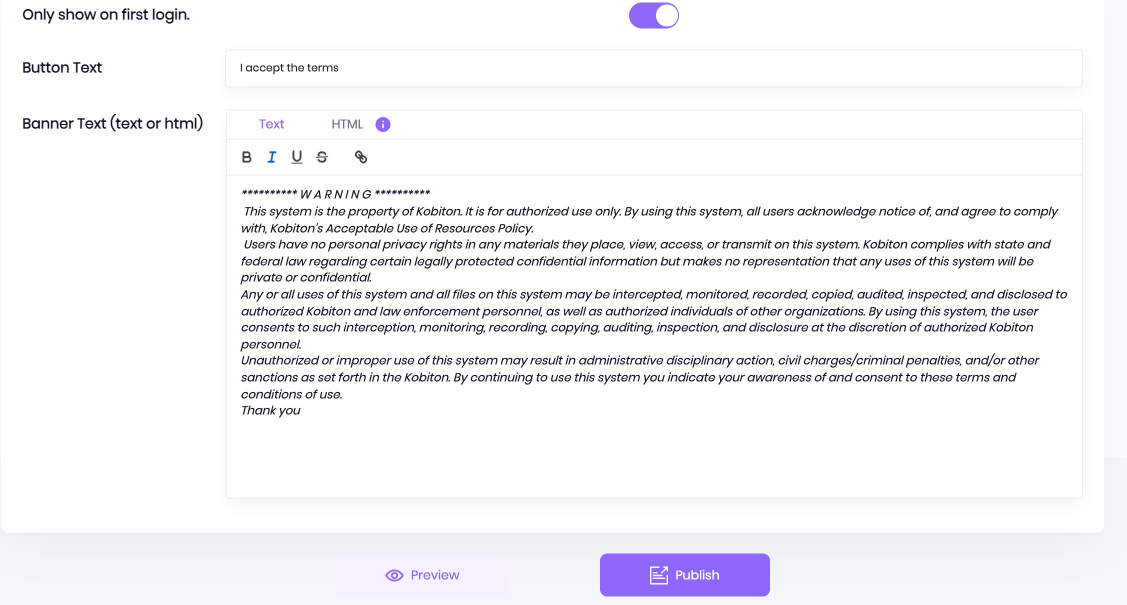 Only show on first login.
Button Text
I accept the terms
Banner Text (text or html)
Text HTML
B I U S
********** W A R N I N G **********
This system is the property of Kobiton. It is for authorized use only. By using this system, all users acknowledge notice of, and agree to comply
with, Kobiton's Acceptable Use of Resources Policy.
Users have no personal privacy rights in any materials they place, view, access, or transmit on this system. Kobiton complies with state and
federal law regarding certain legally protected confidential information but makes no representation that any uses of this system will be
private or confidential.
Any or all uses of this system and all files on this system may be intercepted, monitored, recorded, copied, audited, inspected, and disclosed to
authorized Kobiton and law enforcement personnel, as well as authorized individuals of other organizations. By using this system, the user
consents to such interception, monitoring, recording, copying, auditing, inspection, and disclosure at the discretion of authorized Kobiton
personnel.
Unauthorized or improper use of this system may result in administrative disciplinary action, civil charges/criminal penalties, and/or other
sanctions as set forth in the Kobiton. By continuing to use this system you indicate your awareness of and consent to these terms and
conditions of use.
Thank you
Preview
Publish